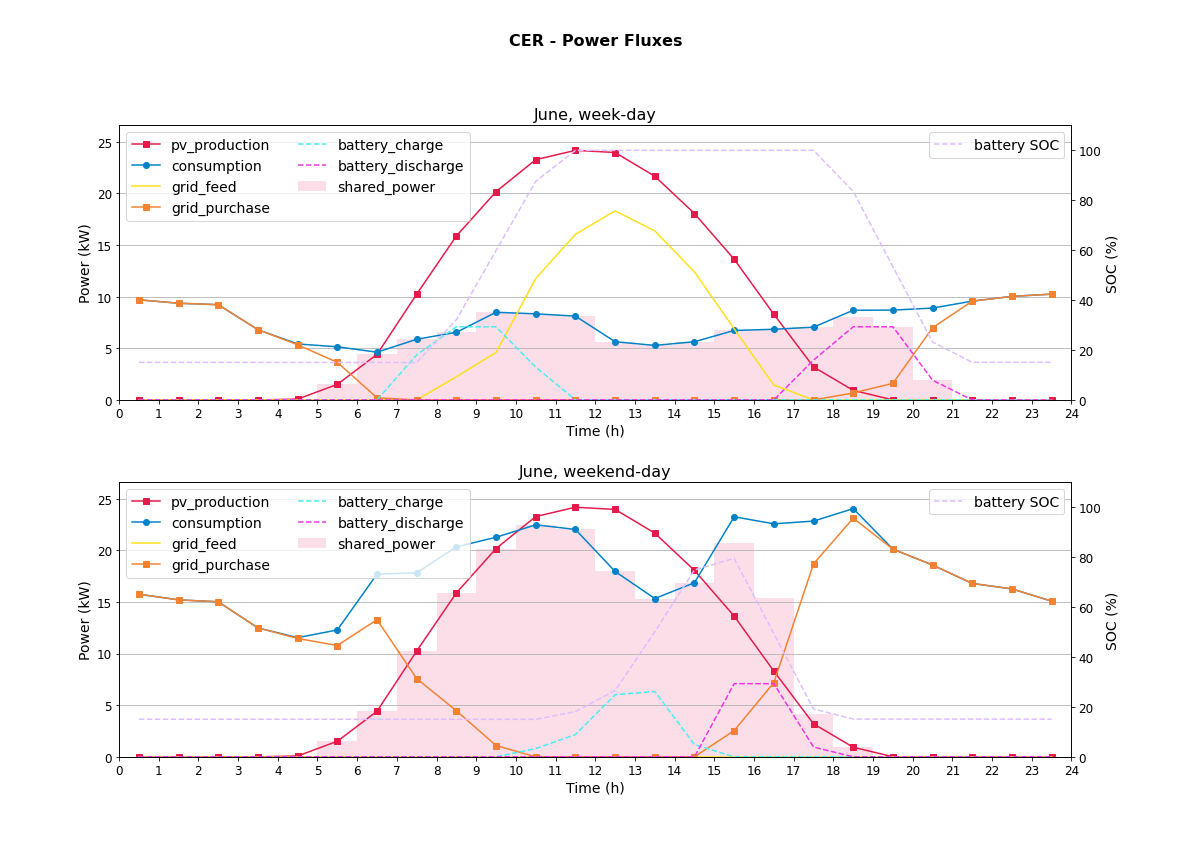 CER - Power Fluxes
June, week-day
pv_production
consumption
grid_feed
grid_purchase
battery_charge
battery_discharge
shared_power
battery SOC
Power (kW)
25
20
15
10
5
0
100
80
60
40
20
0
SOC (%)
0 1 2 3 4 5 6 7 8 9 10 11 12 13 14 15 16 17 18 19 20 21 22 23 24
Time (h)
June, weekend-day
pv_production
consumption
grid_feed
grid_purchase
battery_charge
battery_discharge
shared_power
battery SOC
Power (kW)
25
20
15
10
5
0
100
80
60
40
20
0
SOC (%)
0 1 2 3 4 5 6 7 8 9 10 11 12 13 14 15 16 17 18 19 20 21 22 23 24
Time (h)